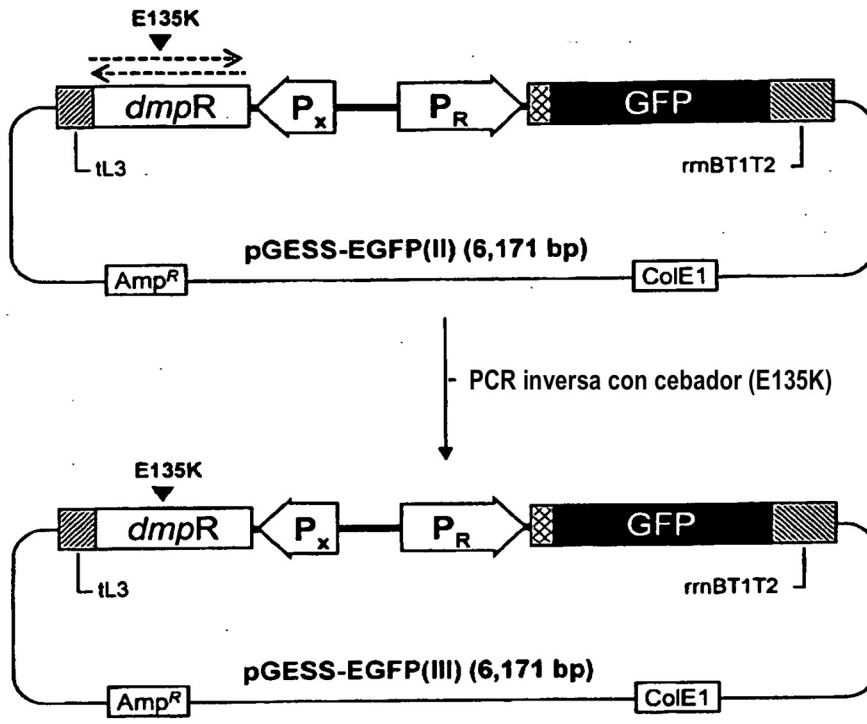 E135K
dmpR
Px
PR
GFP
tL3
rrnBT1T2
pGESS-EGFP(II) (6,171 bp)
AmpR
ColE1
PCR inversa con cebador (E135K)
E135K
dmpR
Px
PR
GFP
tL3
rrnBT1T2
pGESS-EGFP(III) (6,171 bp)
AmpR
ColE1